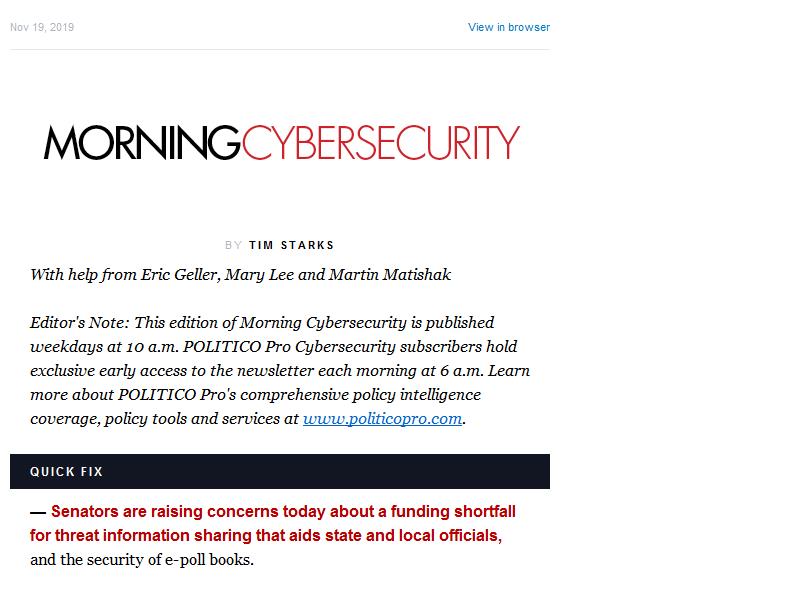 Nov 19, 2019 View in browser
MORNINGCYBERSECURITY
BY TIM STARKS
With help from Eric Geller, Mary Lee and Martin Matishak
Editor's Note: This edition of Morning Cybersecurity is published
weekdays at 10 a.m. POLITICO Pro Cybersecurity subscribers hold
exclusive early access to the newsletter each morning at 6 a.m. Learn
more about POLITICO Pro's comprehensive policy intelligence
coverage, policy tools and services at www.politicopro.com.
QUICK FIX
— Senators are raising concerns today about a funding shortfall
for threat information sharing that aids state and local officials,
and the security of e-poll books.